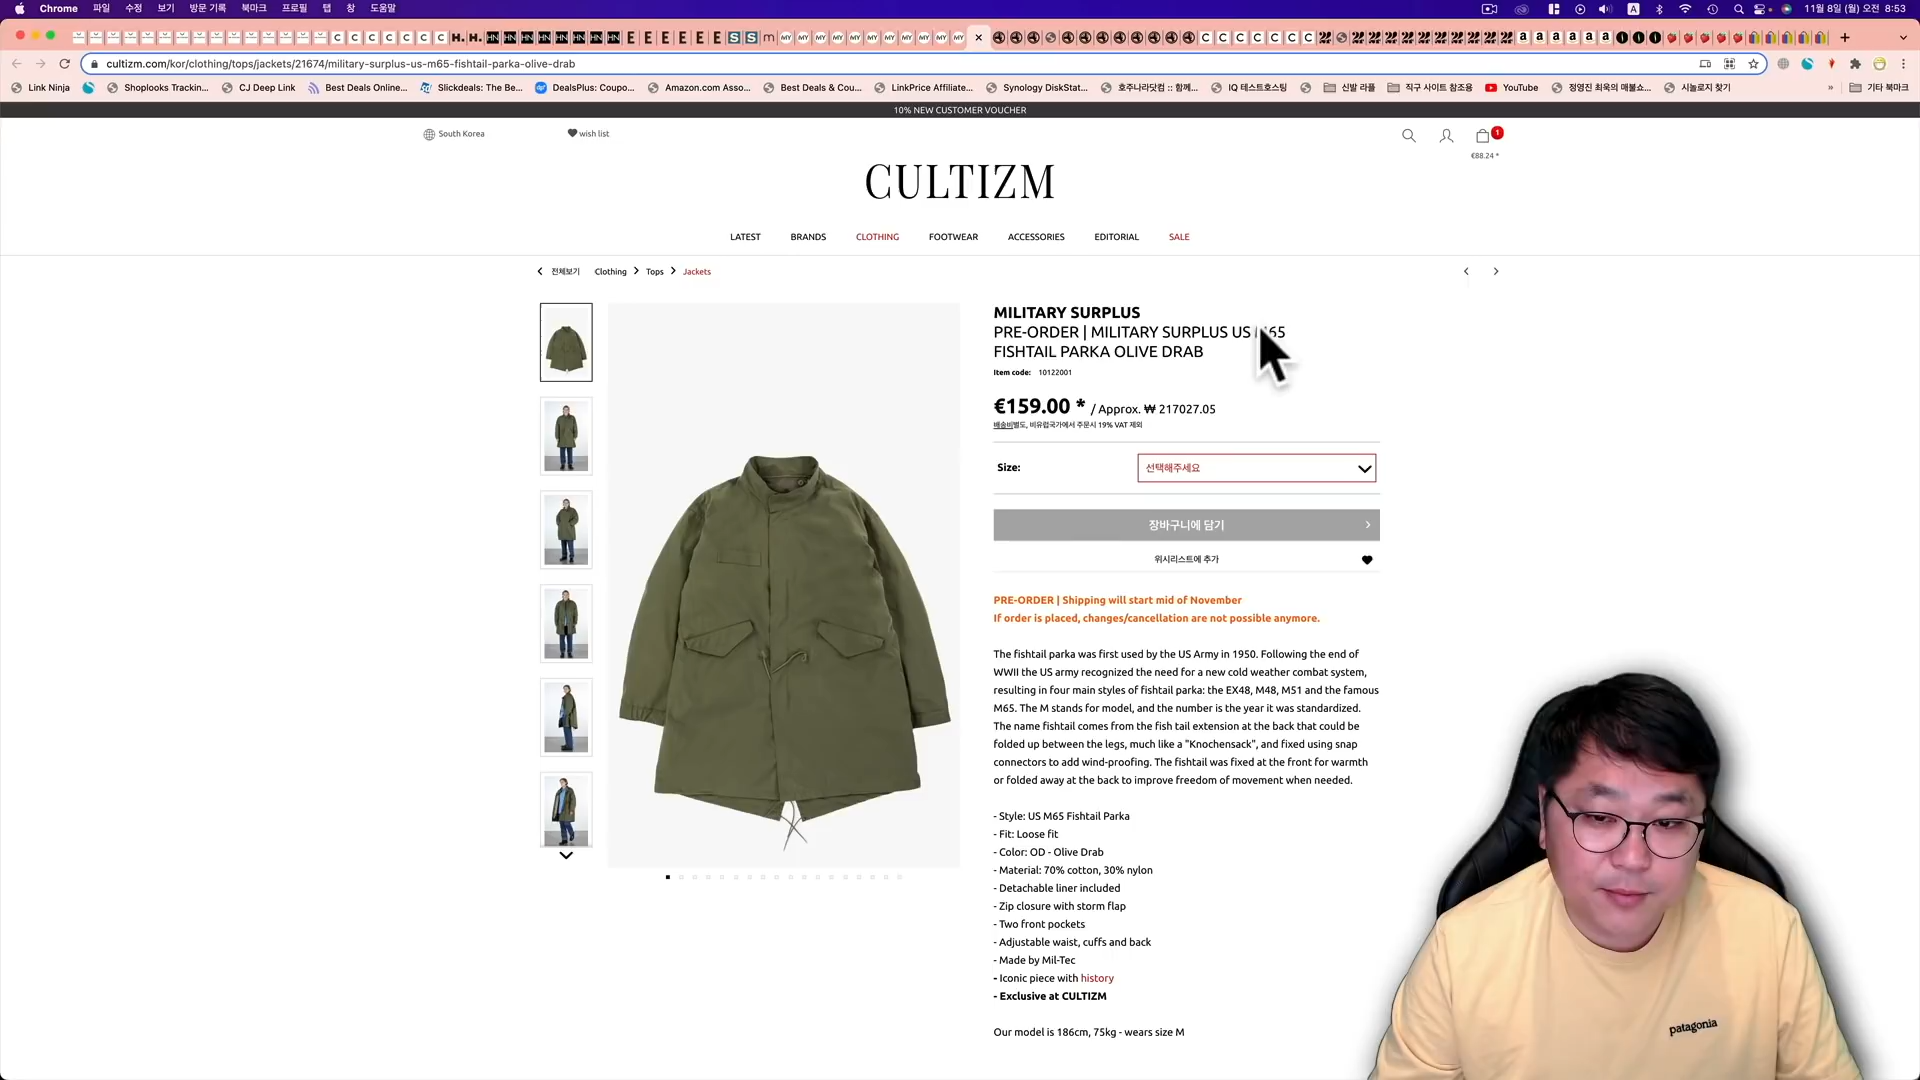 Chrome 파일 수정 보기 방문 기록 북마크 프로필 탭 창 도움말 A 11월 8일 (월) 오전 8:53
cultizm.com/kor/clothing/tops/jackets/21674/military-surplus-us-m65-fishtail-parka-olive-drab
Link Ninja Shoplooks Trackin... CJ Deep Link Best Deals Online... Slickdeals: The Be... DealsPlus: Coupo... Amazon.com Asso... Best Deals & Cou... LinkPrice Affiliate... Synology DiskStat... 호주나라닷컴 :: 함께... IQ 테스트호스팅 신발 라플 직구 사이트 참조용 YouTube 정영진 최욱의 매불쇼... 시놀로지 찾기 » 기타 북마크
10% NEW CUSTOMER VOUCHER
South Korea wish list 1
€88.24 *
CULTIZM
LATEST BRANDS CLOTHING FOOTWEAR ACCESSORIES EDITORIAL SALE
전체보기 Clothing Tops Jackets
MILITARY SURPLUS
PRE-ORDER | MILITARY SURPLUS US M65
FISHTAIL PARKA OLIVE DRAB
Item code: 10122001
€159.00 * / Approx. ₩ 217027.05
배송비별도, 비유럽국가에서 주문시 19% VAT 제외
Size: 선택해주세요
장바구니에 담기
위시리스트에 추가
PRE-ORDER | Shipping will start mid of November
If order is placed, changes/cancellation are not possible anymore.
The fishtail parka was first used by the US Army in 1950. Following the end of
WWII the US army recognized the need for a new cold weather combat system,
resulting in four main styles of fishtail parka: the EX48, M48, M51 and the famous
M65. The M stands for model, and the number is the year it was standardized.
The name fishtail comes from the fish tail extension at the back that could be
folded up between the legs, much like a "Knochensack", and fixed using snap
connectors to add wind-proofing. The fishtail was fixed at the front for warmth
or folded away at the back to improve freedom of movement when needed.
- Style: US M65 Fishtail Parka
- Fit: Loose fit
- Color: OD - Olive Drab
- Material: 70% cotton, 30% nylon
- Detachable liner included
- Zip closure with storm flap
- Two front pockets
- Adjustable waist, cuffs and back
- Made by Mil-Tec
- Iconic piece with history
- Exclusive at CULTIZM
Our model is 186cm, 75kg - wears size M
patagonia